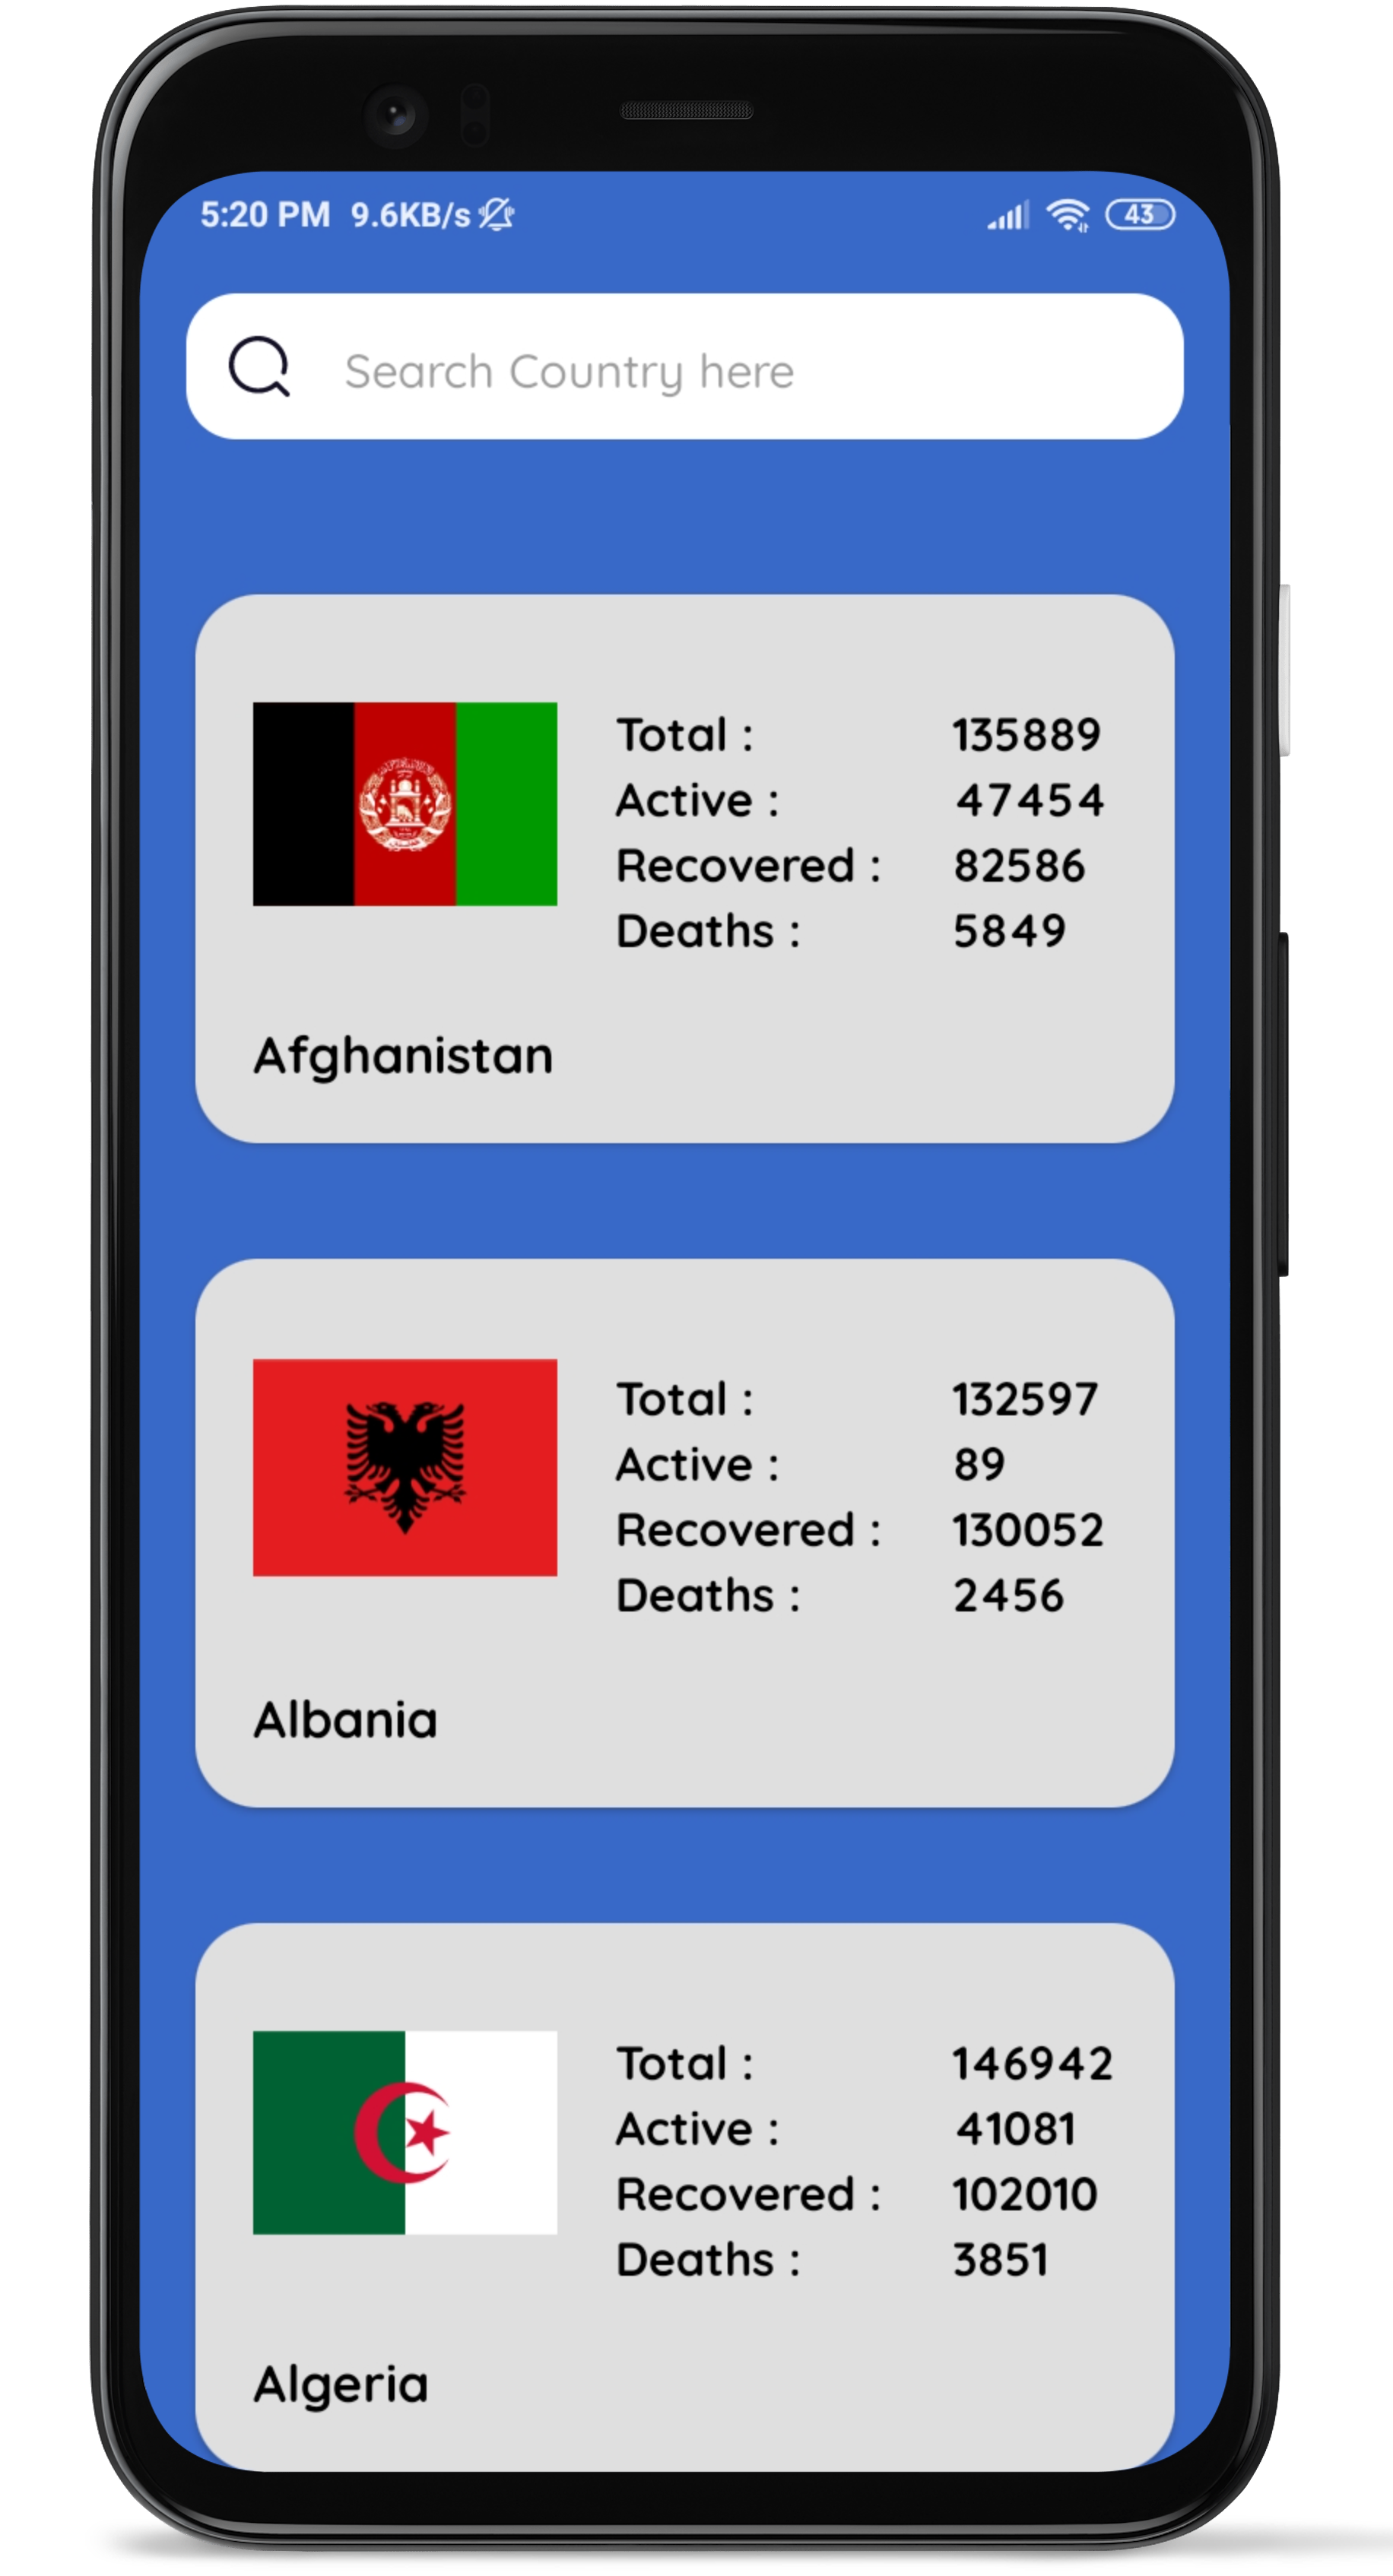 5:20 PM 9.6KB/s 43
Search Country here
Total : 135889
Active : 47454
Recovered : 82586
Deaths : 5849
Afghanistan
Total : 132597
Active : 89
Recovered : 130052
Deaths : 2456
Albania
Total : 146942
Active : 41081
Recovered : 102010
Deaths : 3851
Algeria